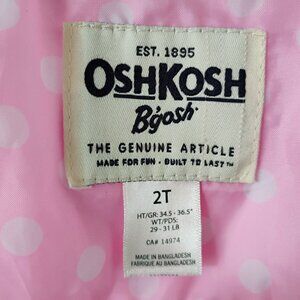 EST. 1895
OSHKOSH
B'gosh
THE GENUINE ARTICLE
MADE FOR FUN • BUILT TO LAST™
2T
HT/GR: 34.5 - 36.5"
WT/PDS:
29 - 31 LB
CA# 14974
MADE IN BANGLADESH
FABRIQUE AU BANGLADESH